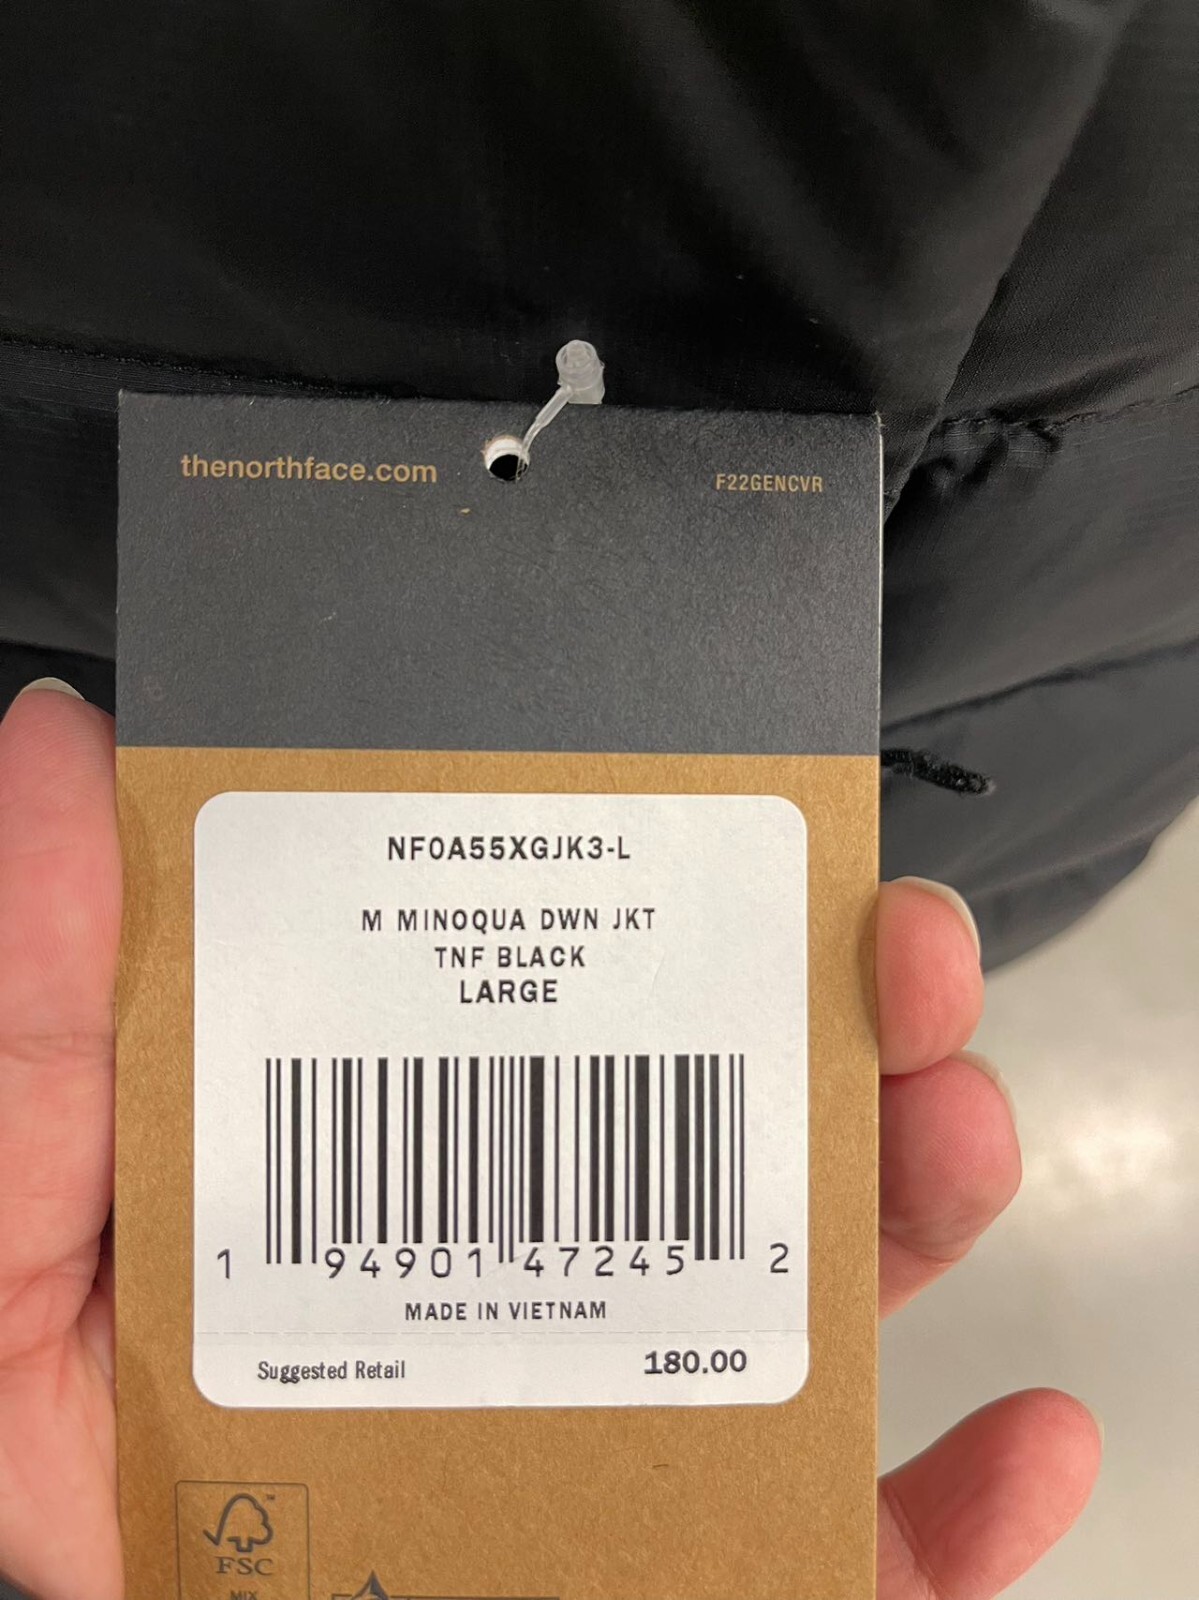 thenorthface.com
F22GENCVR
NF0A55XGJK3-L
M MINOQUA DWN JKT
TNF BLACK
LARGE
1 94901 47245 2
MADE IN VIETNAM
Suggested Retail 180.00
FSC
MIX